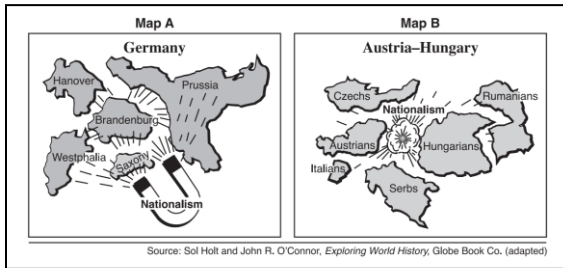 Map A
Germany
Hanover
Prussia
Brandenburg
Westphalia
Saxony
Nationalism
Map B
Austria–Hungary
Czechs
Nationalism
Rumanians
Austrians
Hungarians
Italians
Serbs
Source: Sol Holt and John R. O'Connor, Exploring World History, Globe Book Co. (adapted)